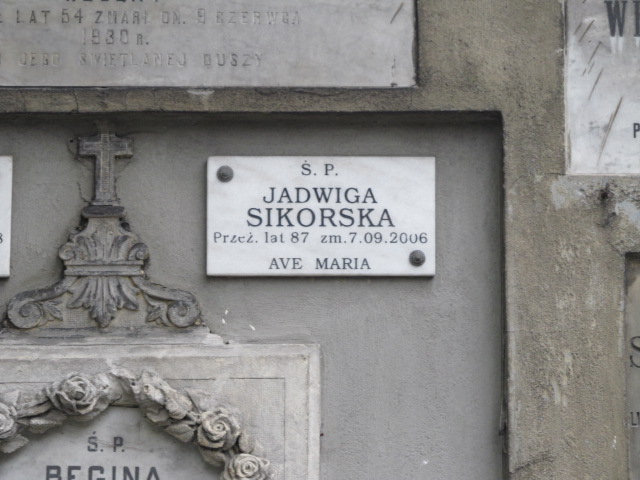 LAT 54 ZMARŁ DN. 9 CZERWCA
1930 r.
JEGO ŚWIETLANEJ DUSZY
Ś. P.
JADWIGA
SIKORSKA
Przeż. lat 87 zm.7.09.2006
AVE MARIA
Ś. P.
REGINA